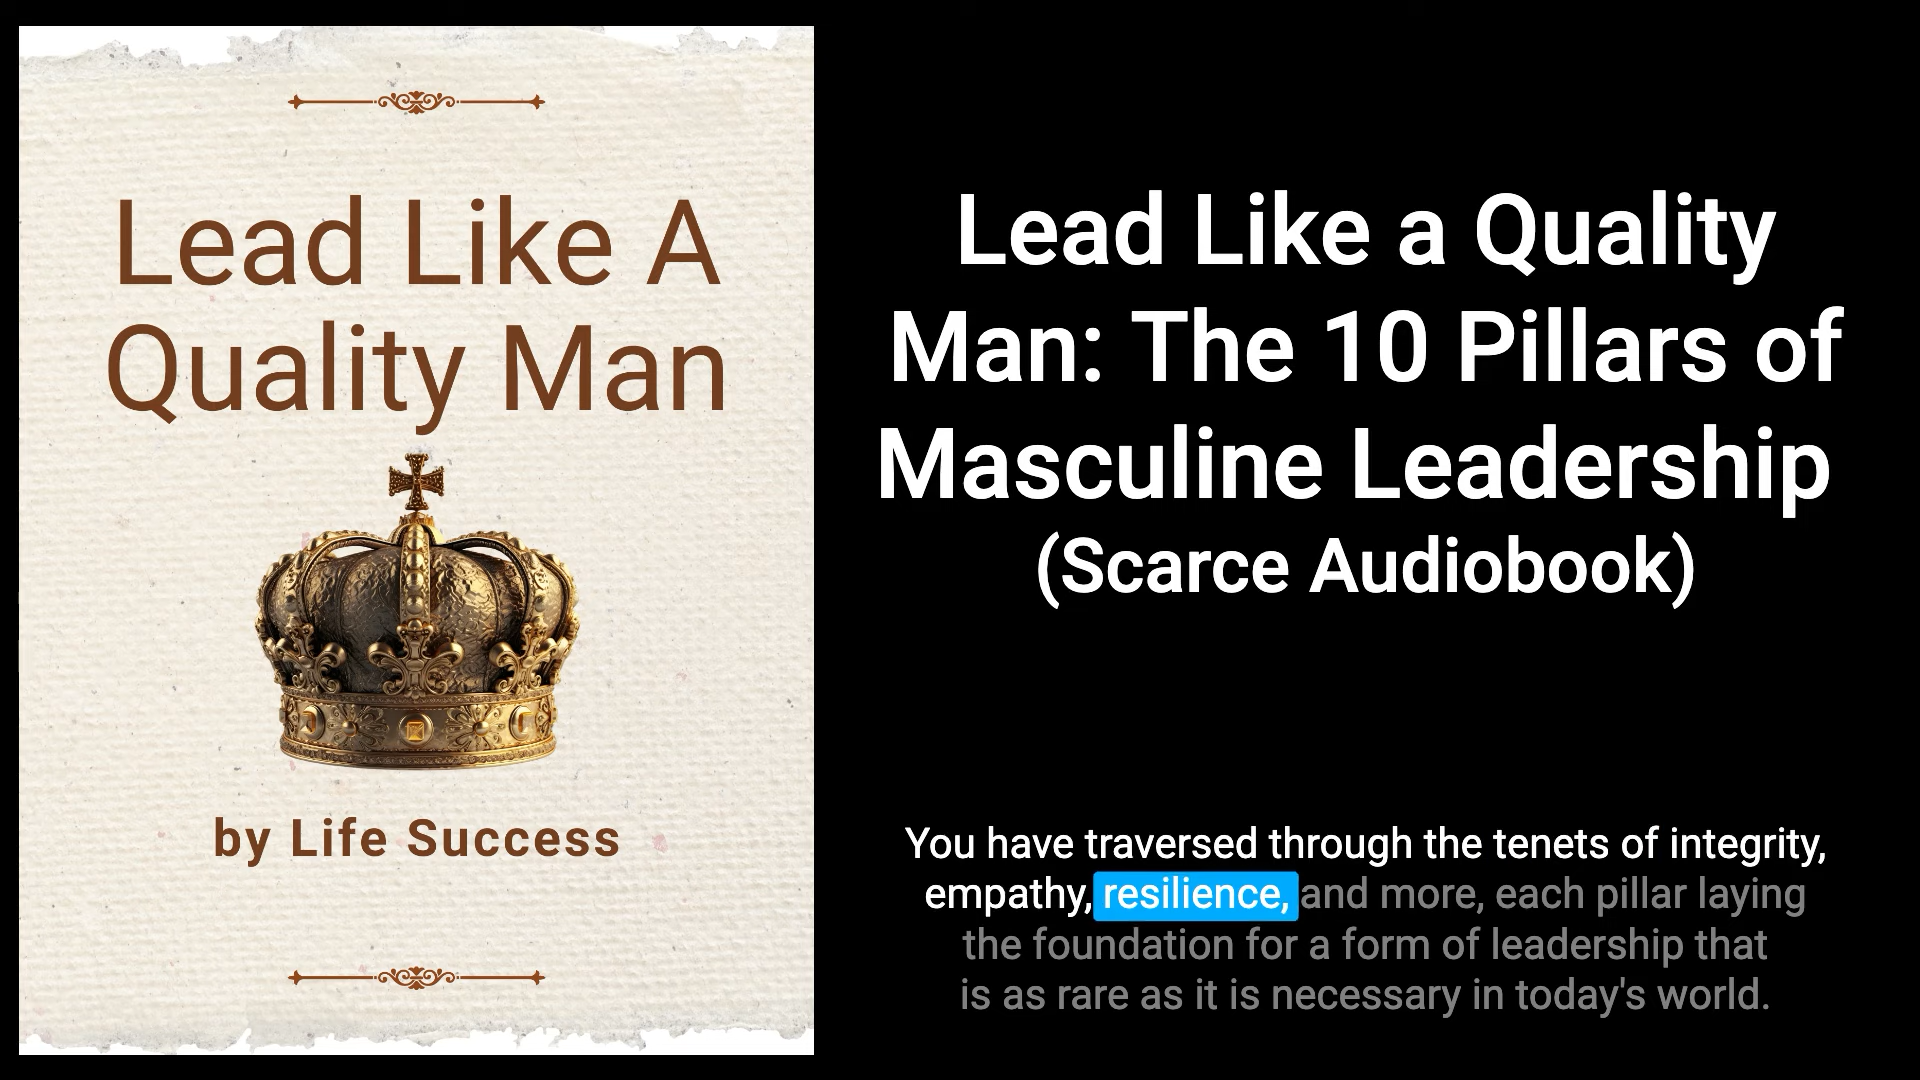 Lead Like A
Quality Man
by Life Success
Lead Like a Quality
Man: The 10 Pillars of
Masculine Leadership
(Scarce Audiobook)
You have traversed through the tenets of integrity,
empathy, resilience, and more, each pillar laying
the foundation for a form of leadership that
is as rare as it is necessary in today's world.